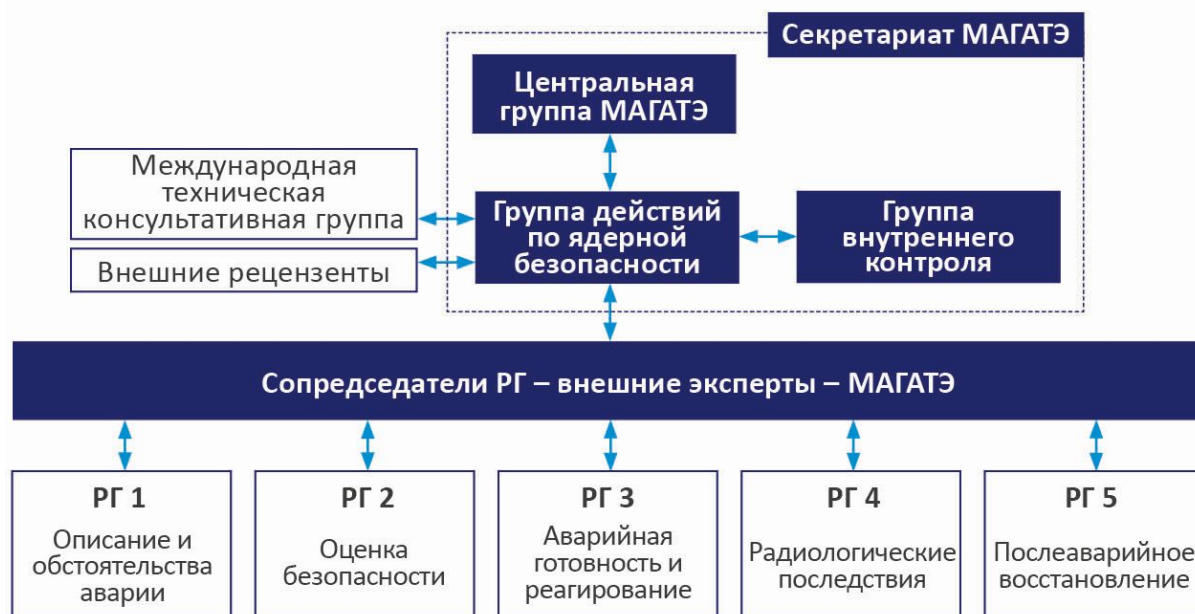 Секретариат МАГАТЭ
Центральная
группа МАГАТЭ
Международная
техническая
консультативная группа
Внешние рецензенты
Группа действий
по ядерной
безопасности
Группа
внутреннего
контроля
Сопредседатели РГ – внешние эксперты – МАГАТЭ
РГ 1
Описание и
обстоятельства
аварии
РГ 2
Оценка
безопасности
РГ 3
Аварийная
готовность и
реагирование
РГ 4
Радиологические
последствия
РГ 5
Послеаварийное
восстановление